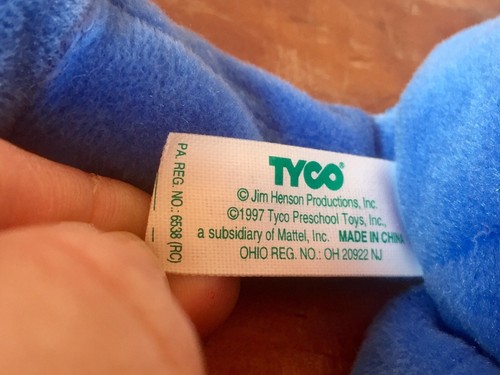 TYCO®
© Jim Henson Productions, Inc.
©1997 Tyco Preschool Toys, Inc.,
a subsidiary of Mattel, Inc. MADE IN CHINA
OHIO REG. NO.: OH 20922 NJ
PA. REG. NO.: 6638 (RC)